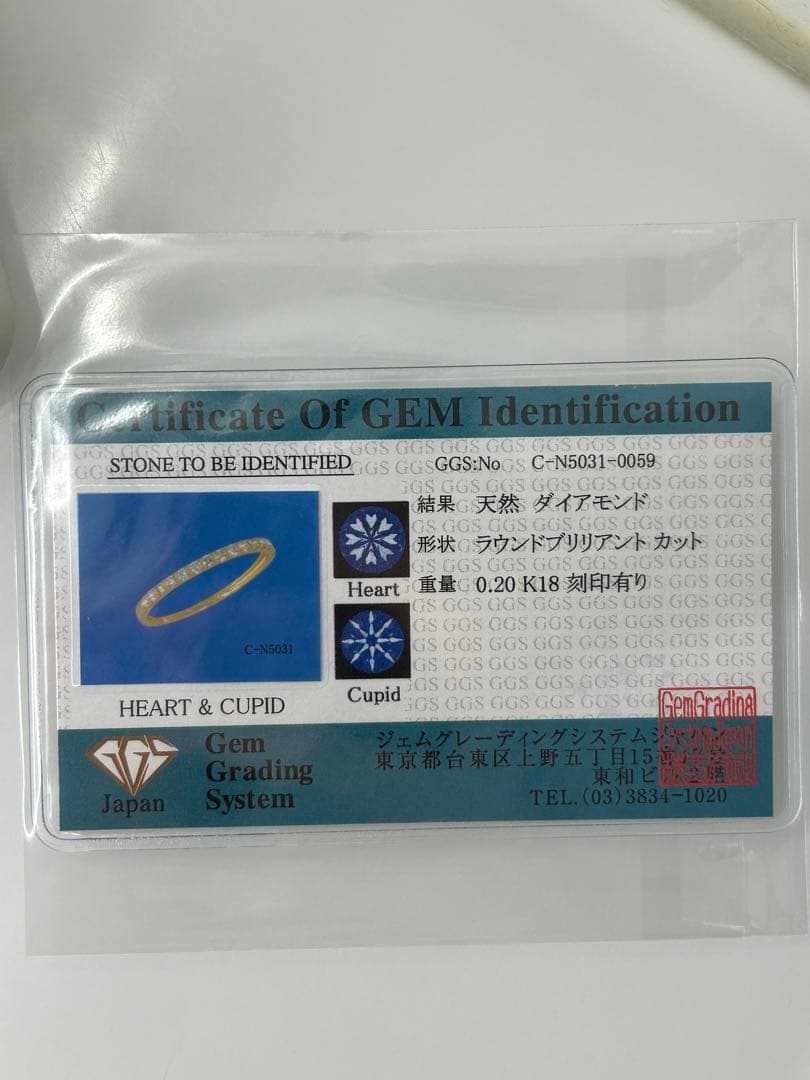 Certificate Of GEM Identification
STONE TO BE IDENTIFIED
GGS:No C-N5031-0059
結果 天然 ダイアモンド
形状 ラウンドブリリアント カット
重量 0.20 K18 刻印有り
C-N5031
Heart
Cupid
HEART & CUPID
GGS
Japan
Gem
Grading
System
ジェムグレーディングシステム
東京都台東区上野五丁目15
東和ビ
TEL.(03)3834-1020
GemGrading